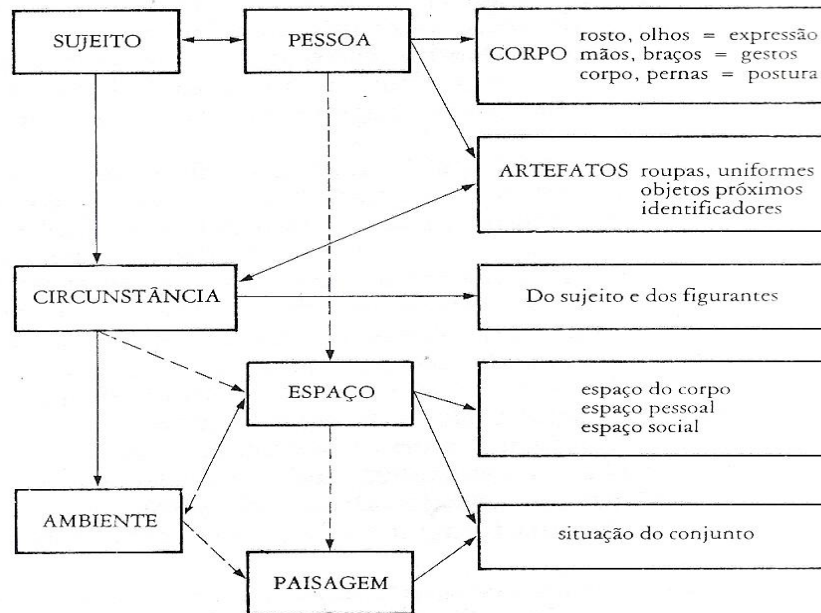 SUJEITO
PESSOA
CORPO
rosto, olhos = expressão
mãos, braços = gestos
corpo, pernas = postura
ARTEFATOS
roupas, uniformes
objetos próximos
identificadores
CIRCUNSTÂNCIA
Do sujeito e dos figurantes
ESPAÇO
espaço do corpo
espaço pessoal
espaço social
AMBIENTE
situação do conjunto
PAISAGEM